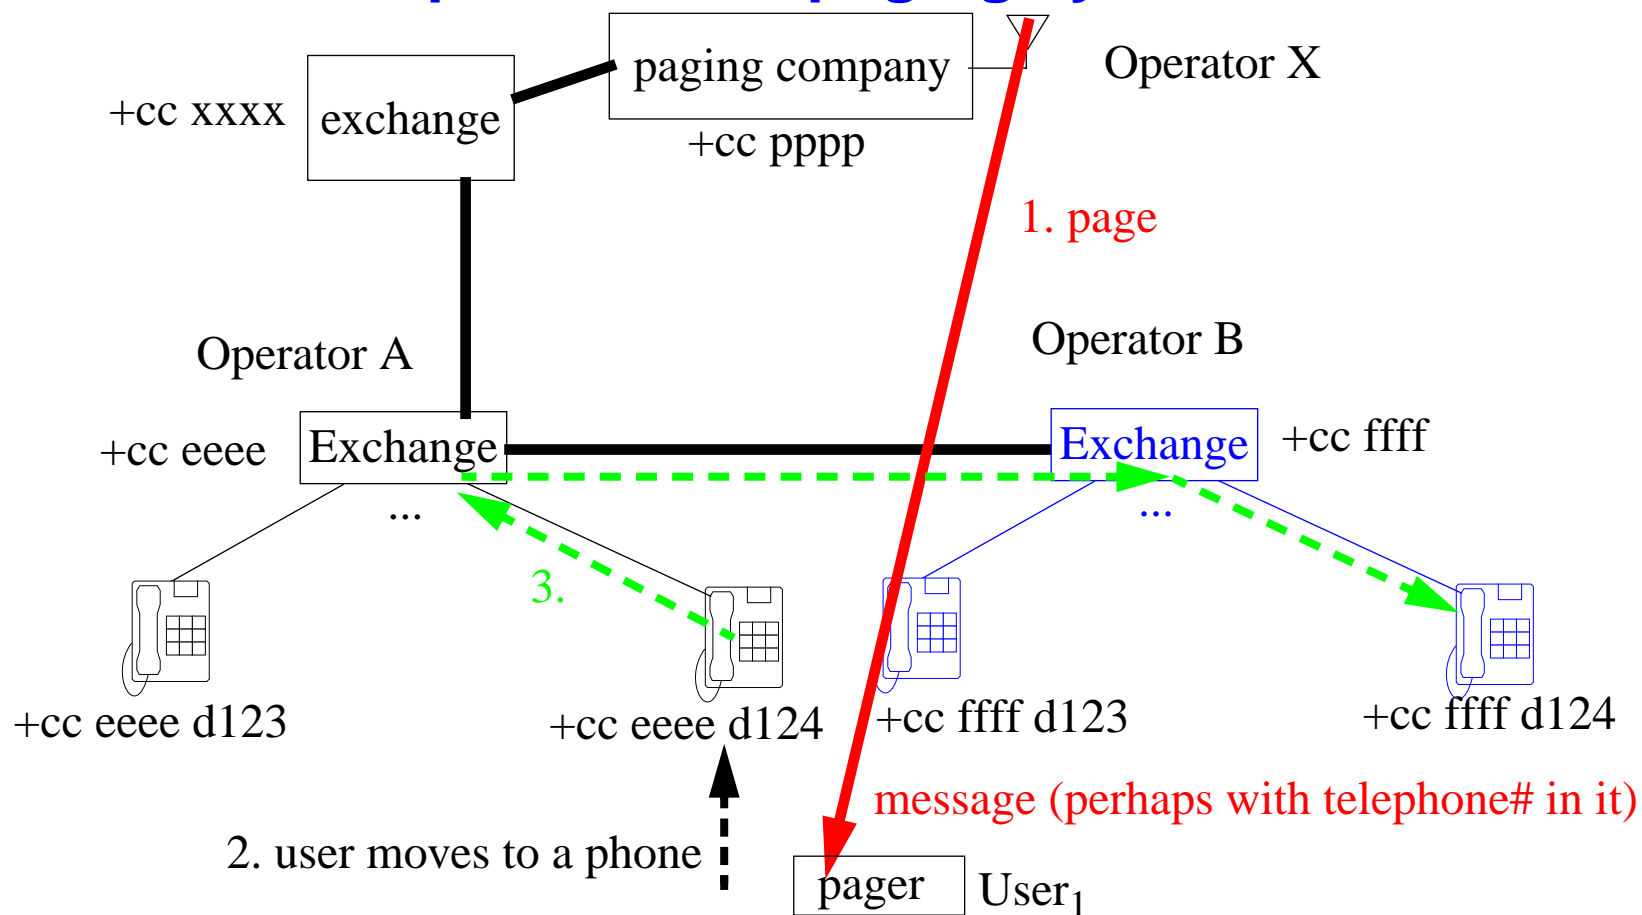 paging company
Operator X
+cc xxxx
exchange
+cc pppp
1. page
Operator A
Operator B
+cc eeee
Exchange
Exchange
+cc ffff
...
...
3.
+cc eeee d123
+cc eeee d124
+cc ffff d123
+cc ffff d124
message (perhaps with telephone# in it)
2. user moves to a phone
pager
User1